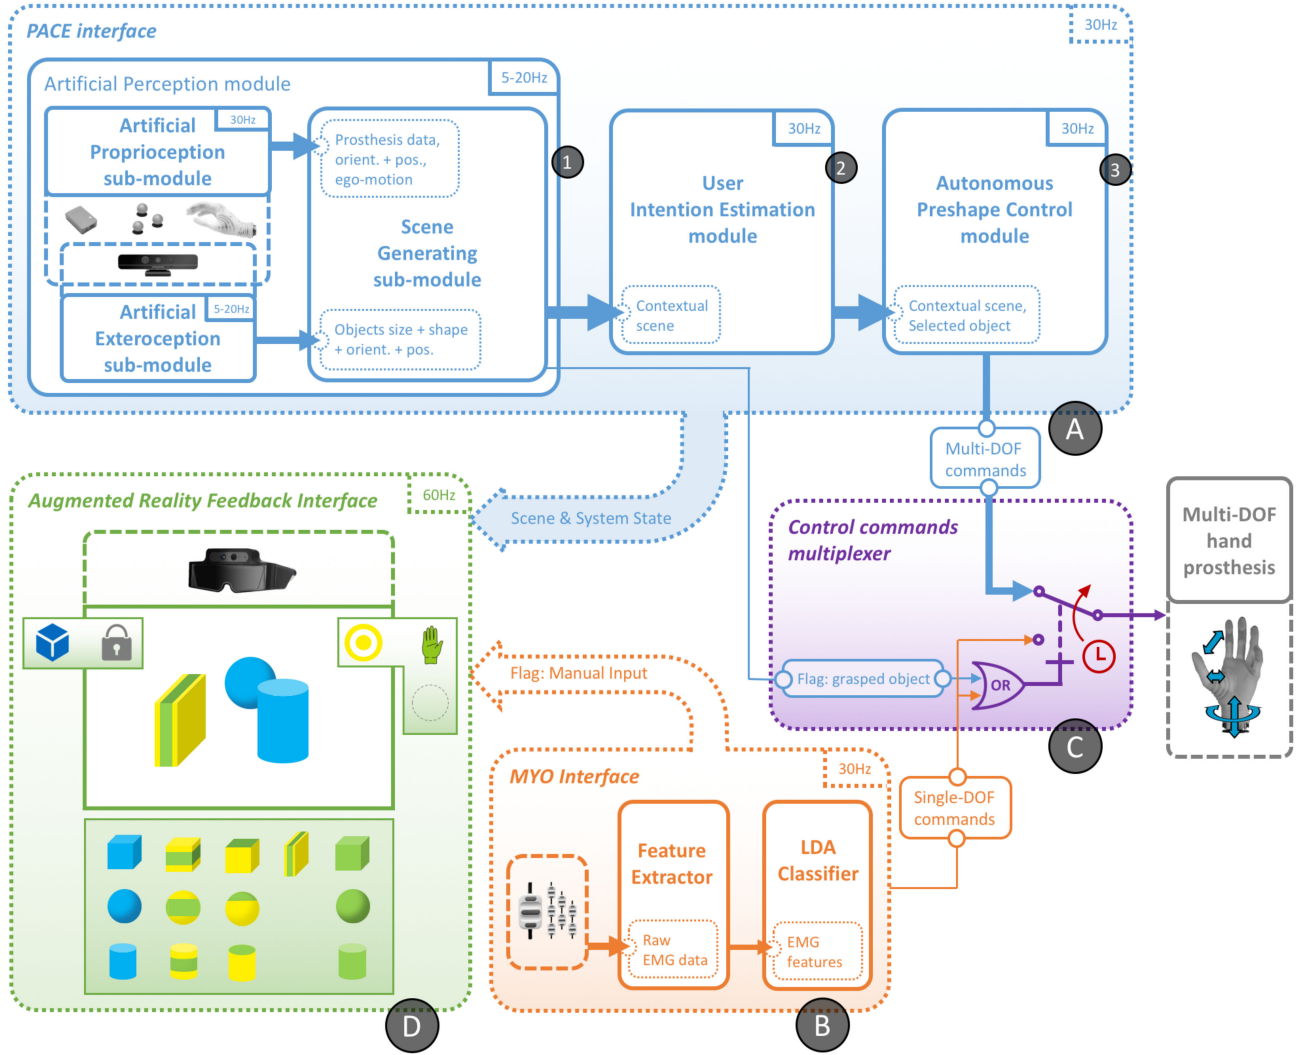 PACE interface
30Hz
Artificial Perception module
5-20Hz
Artificial
Proprioception
sub-module
30Hz
Prosthesis data,
orient. + pos.,
ego-motion
Scene
Generating
sub-module
Artificial
Exteroception
sub-module
5-20Hz
Objects size + shape
+ orient. + pos.
1
30Hz
User
Intention Estimation
module
Contextual
scene
2
30Hz
Autonomous
Preshape Control
module
Contextual scene,
Selected object
3
A
Multi-DOF
commands
Scene & System State
Augmented Reality Feedback Interface
60Hz
D
Flag: Manual Input
Control commands
multiplexer
Flag: grasped object
OR
C
Multi-DOF
hand
prosthesis
MYO Interface
30Hz
Feature
Extractor
Raw
EMG data
LDA
Classifier
EMG
features
B
Single-DOF
commands